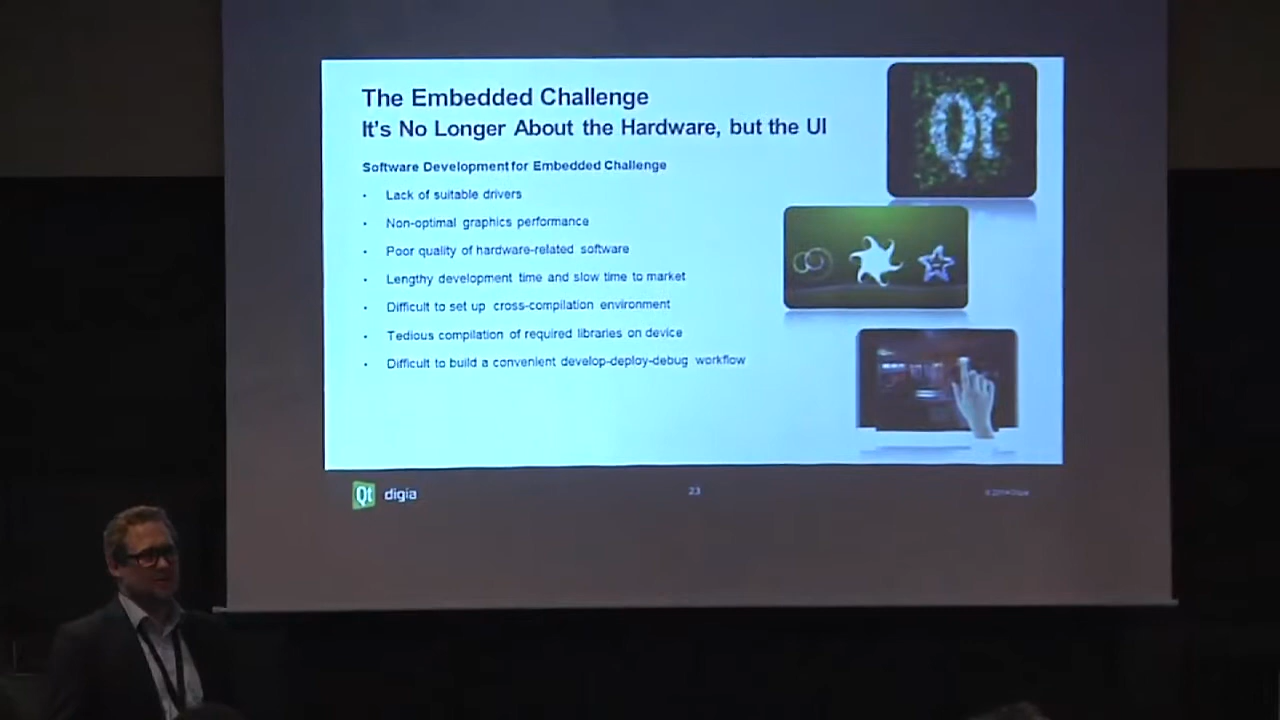 The Embedded Challenge
It's No Longer About the Hardware, but the UI
Software Development for Embedded Challenge
• Lack of suitable drivers
• Non-optimal graphics performance
• Poor quality of hardware-related software
• Lengthy development time and slow time to market
• Difficult to set up cross-compilation environment
• Tedious compilation of required libraries on device
• Difficult to build a convenient develop-deploy-debug workflow
Qt
Qt digia
23